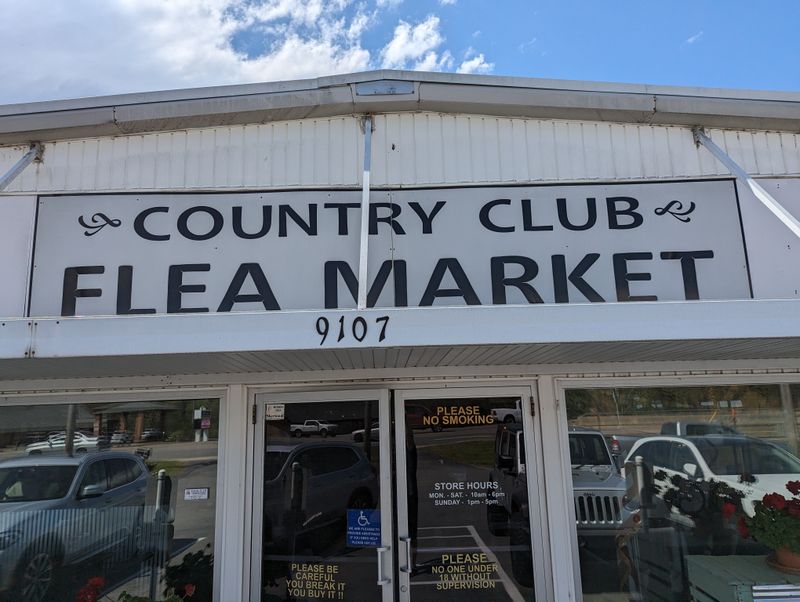 COUNTRY CLUB
FLEA MARKET
9107
PLEASE
NO SMOKING
STORE HOURS
MON. - SAT. - 10am - 6pm
SUNDAY - 1pm - 5pm
PLEASE BE
CAREFUL
YOU BREAK IT
YOU BUY IT !!
PLEASE
NO ONE UNDER
18 WITHOUT
SUPERVISION